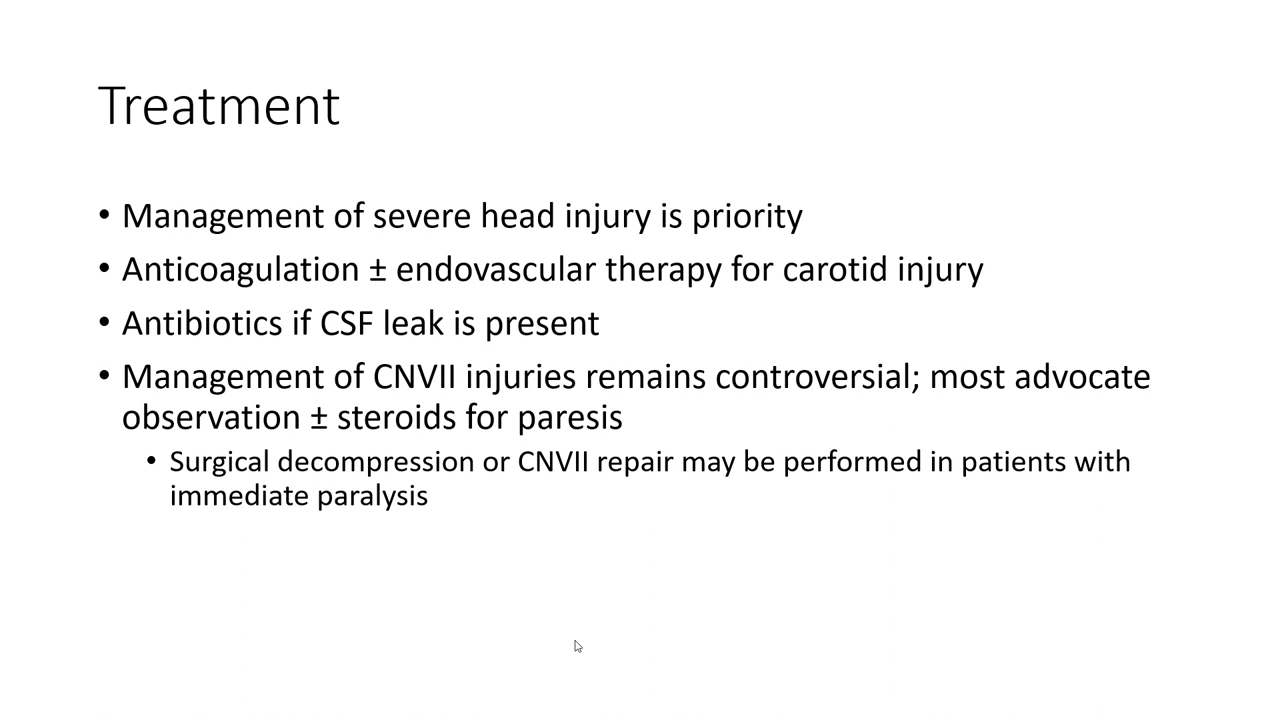 Treatment
• Management of severe head injury is priority
• Anticoagulation ± endovascular therapy for carotid injury
• Antibiotics if CSF leak is present
• Management of CNVII injuries remains controversial; most advocate
observation ± steroids for paresis
• Surgical decompression or CNVII repair may be performed in patients with
immediate paralysis